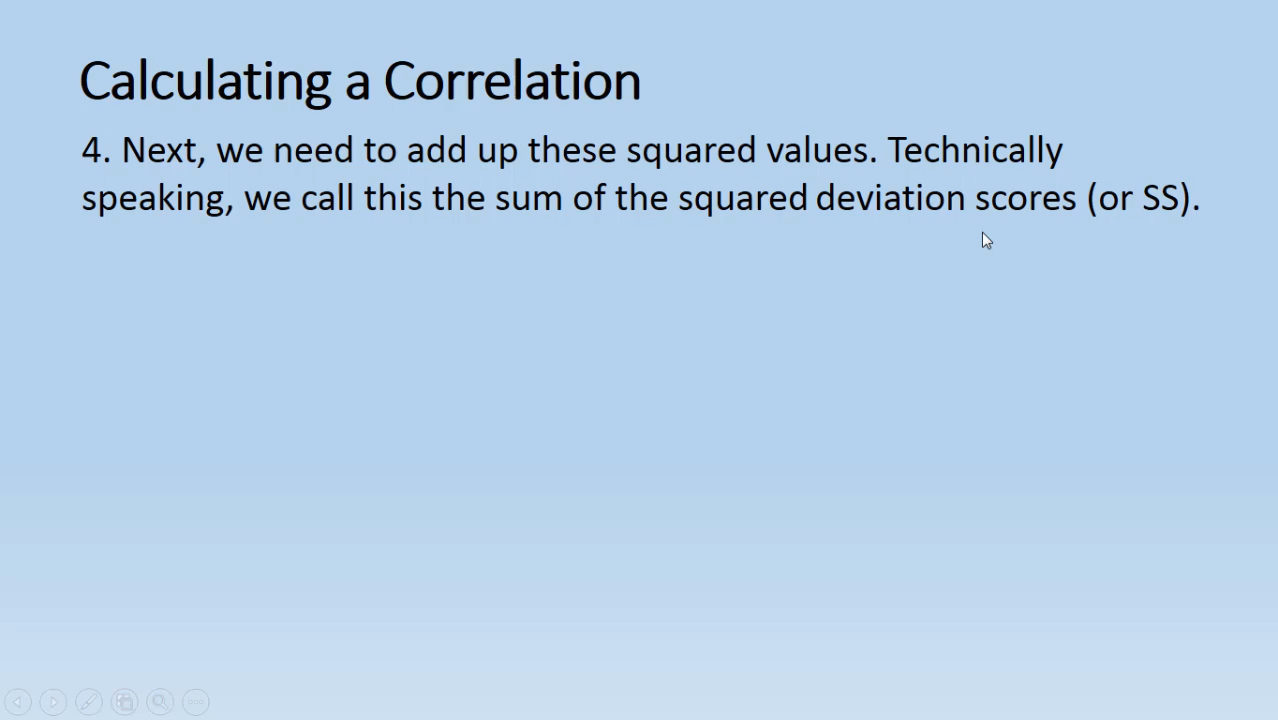 Calculating a Correlation
4. Next, we need to add up these squared values. Technically
speaking, we call this the sum of the squared deviation scores (or SS).